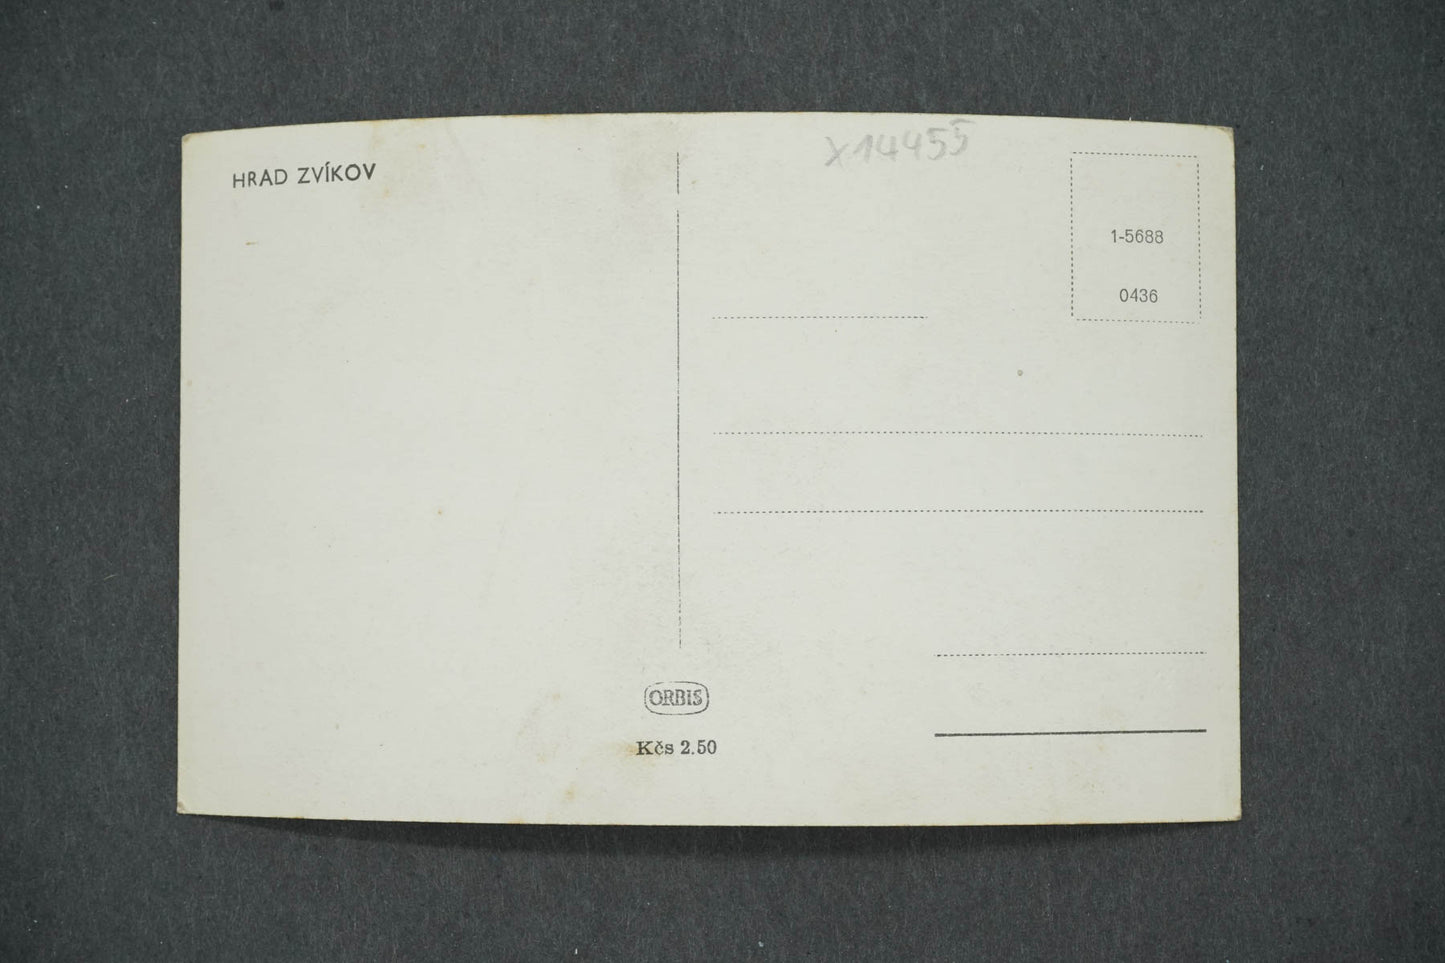 HRAD ZVÍKOV
X14455
1-5688
0436
ORBIS
Kčs 2.50